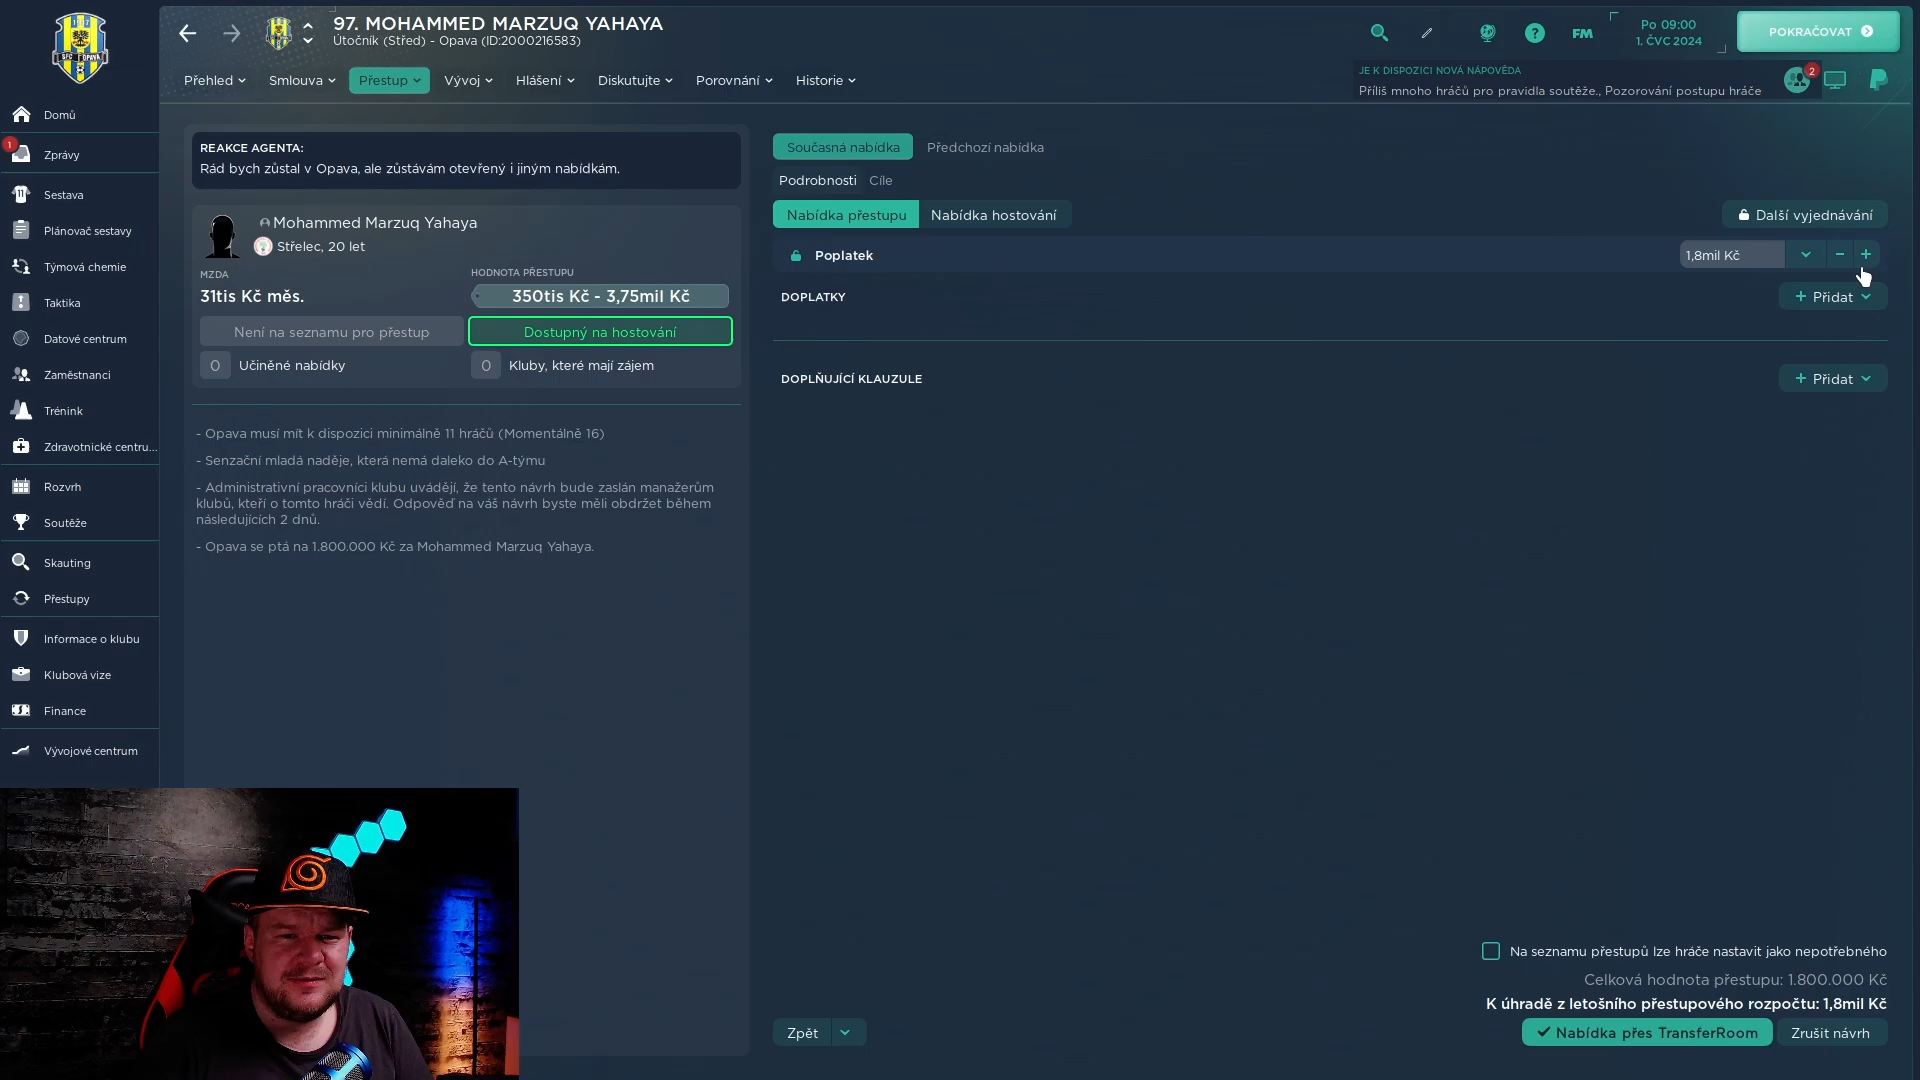 97. MOHAMMED MARZUQ YAHAYA
Útočník (Střed) - Opava (ID:2000216583)
Po 09:00
1. ČVC 2024
POKRAČOVAT
FM
Přehled
Smlouva
Přestup
Vývoj
Hlášení
Diskutujte
Porovnání
Historie
JE K DISPOZICI NOVÁ NÁPOVĚDA
Příliš mnoho hráčů pro pravidla soutěže., Pozorování postupu hráče
2
Domů
1
Zprávy
Sestava
Plánovač sestavy
Týmová chemie
Taktika
Datové centrum
Zaměstnanci
Trénink
Zdravotnické centru...
Rozvrh
Soutěže
Skauting
Přestupy
Informace o klubu
Klubová vize
Finance
Vývojové centrum
REAKCE AGENTA:
Rád bych zůstal v Opava, ale zůstávám otevřený i jiným nabídkám.
Mohammed Marzuq Yahaya
Střelec, 20 let
MZDA
31tis Kč měs.
HODNOTA PŘESTUPU
350tis Kč - 3,75mil Kč
Není na seznamu pro přestup
Dostupný na hostování
0 Učiněné nabídky
0 Kluby, které mají zájem
- Opava musí mít k dispozici minimálně 11 hráčů (Momentálně 16)
- Senzační mladá naděje, která nemá daleko do A-týmu
- Administrativní pracovníci klubu uvádějí, že tento návrh bude zaslán manažerům
klubů, kteří o tomto hráči vědí. Odpověď na váš návrh byste měli obdržet během
následujících 2 dnů.
- Opava se ptá na 1.800.000 Kč za Mohammed Marzuq Yahaya.
Současná nabídka
Předchozí nabídka
Podrobnosti
Cíle
Nabídka přestupu
Nabídka hostování
Další vyjednávání
Poplatek
1,8mil Kč
DOPLATKY
+ Přidat
DOPLŇUJÍCÍ KLAUZULE
+ Přidat
Na seznamu přestupů lze hráče nastavit jako nepotřebného
Celková hodnota přestupu: 1.800.000 Kč
K úhradě z letošního přestupového rozpočtu: 1,8mil Kč
Zpět
Nabídka přes TransferRoom
Zrušit návrh